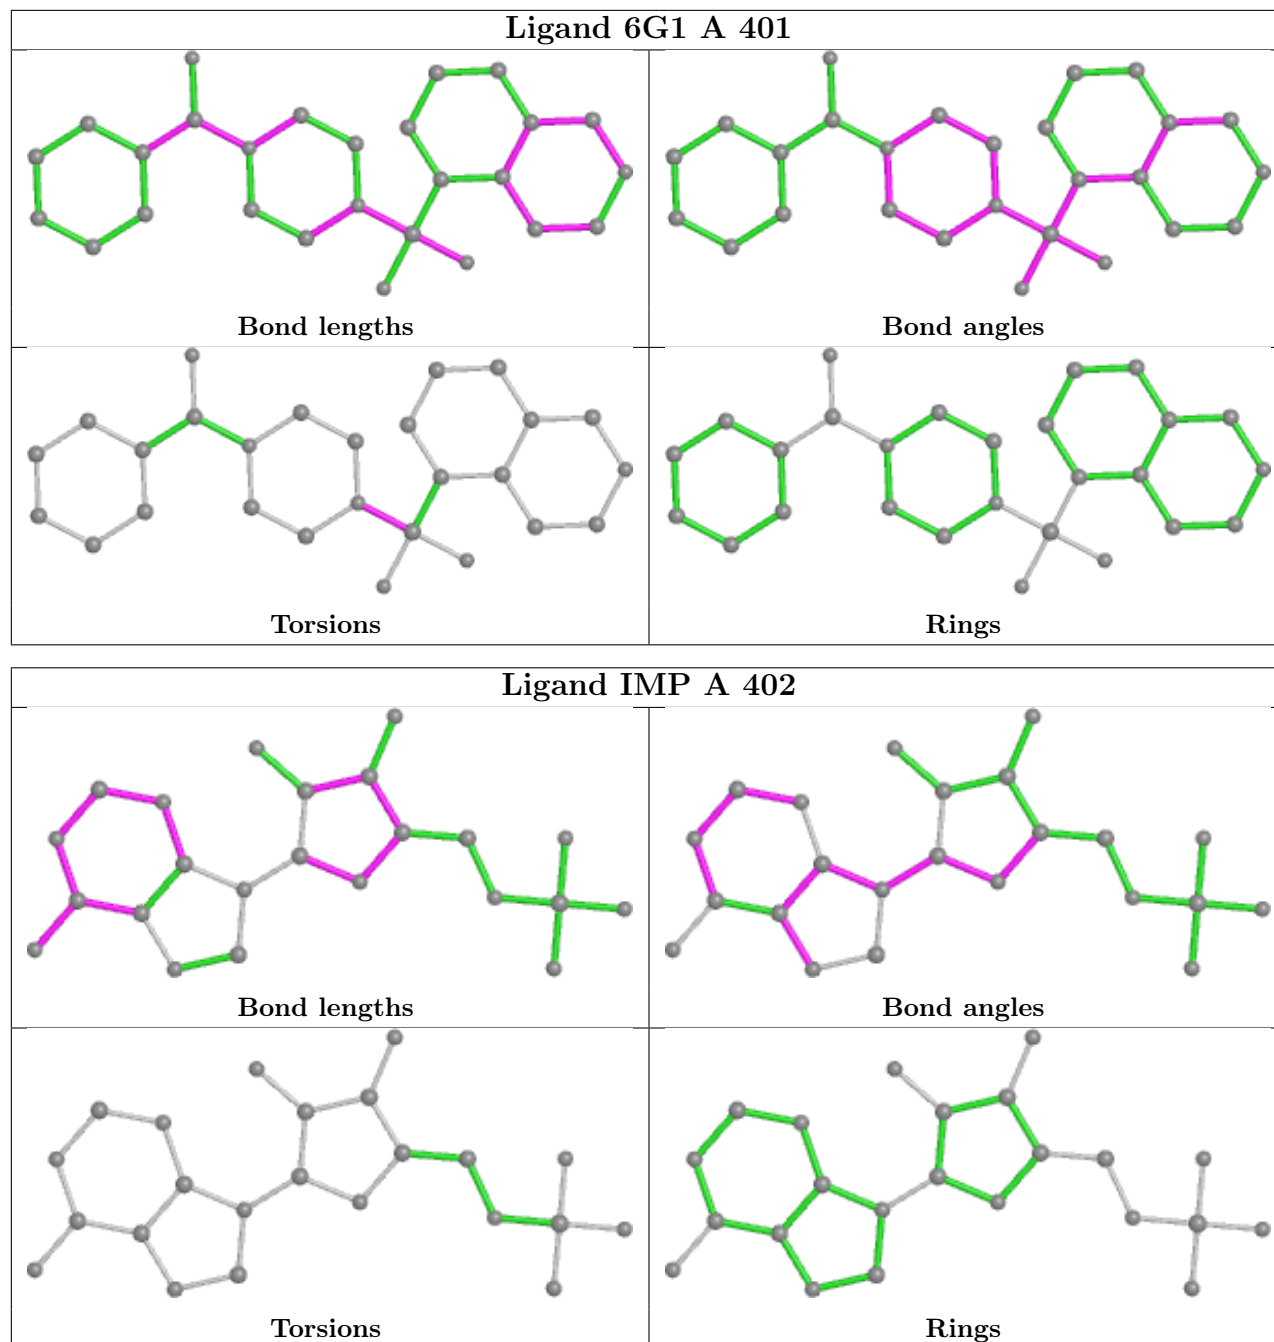 Ligand 6G1 A 401
Bond lengths
Bond angles
Torsions
Rings
Ligand IMP A 402
Bond lengths
Bond angles
Torsions
Rings